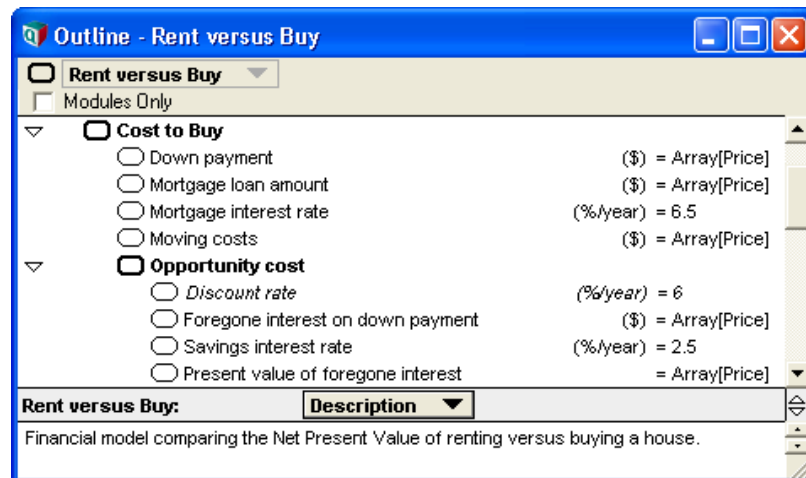 Outline - Rent versus Buy
Rent versus Buy
Modules Only
Cost to Buy
Down payment ($) = Array[Price]
Mortgage loan amount ($) = Array[Price]
Mortgage interest rate (%/year) = 6.5
Moving costs ($) = Array[Price]
Opportunity cost
Discount rate (%/year) = 6
Foregone interest on down payment ($) = Array[Price]
Savings interest rate (%/year) = 2.5
Present value of foregone interest = Array[Price]
Rent versus Buy: Description
Financial model comparing the Net Present Value of renting versus buying a house.